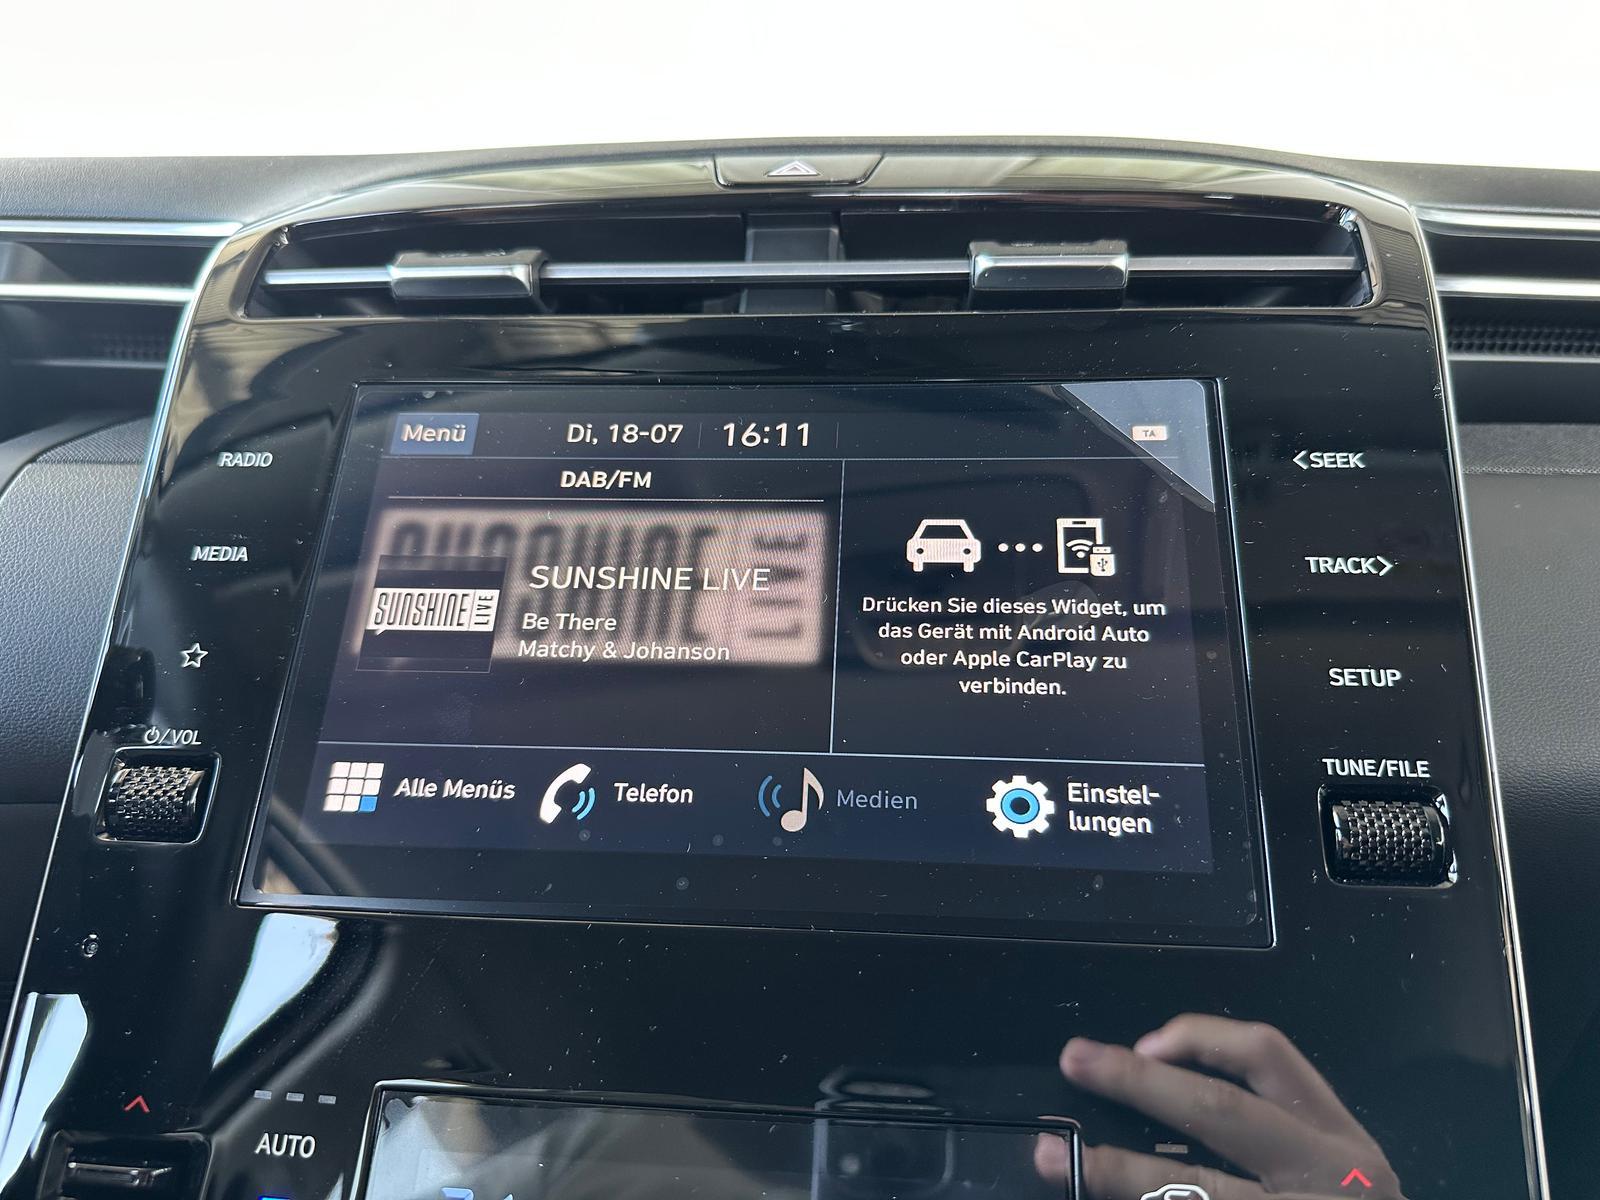 Menü
Di, 18-07
16:11
TA
RADIO
DAB/FM
<SEEK
MEDIA
SUNSHINE LIVE
SUNSHINE LIVE
SUNSHINE LIVE
Be There
Matchy & Johanson
Drücken Sie dieses Widget, um
das Gerät mit Android Auto
oder Apple CarPlay zu
verbinden.
TRACK>
SETUP
/VOL
TUNE/FILE
Alle Menüs
Telefon
Medien
Einstel-
lungen
AUTO